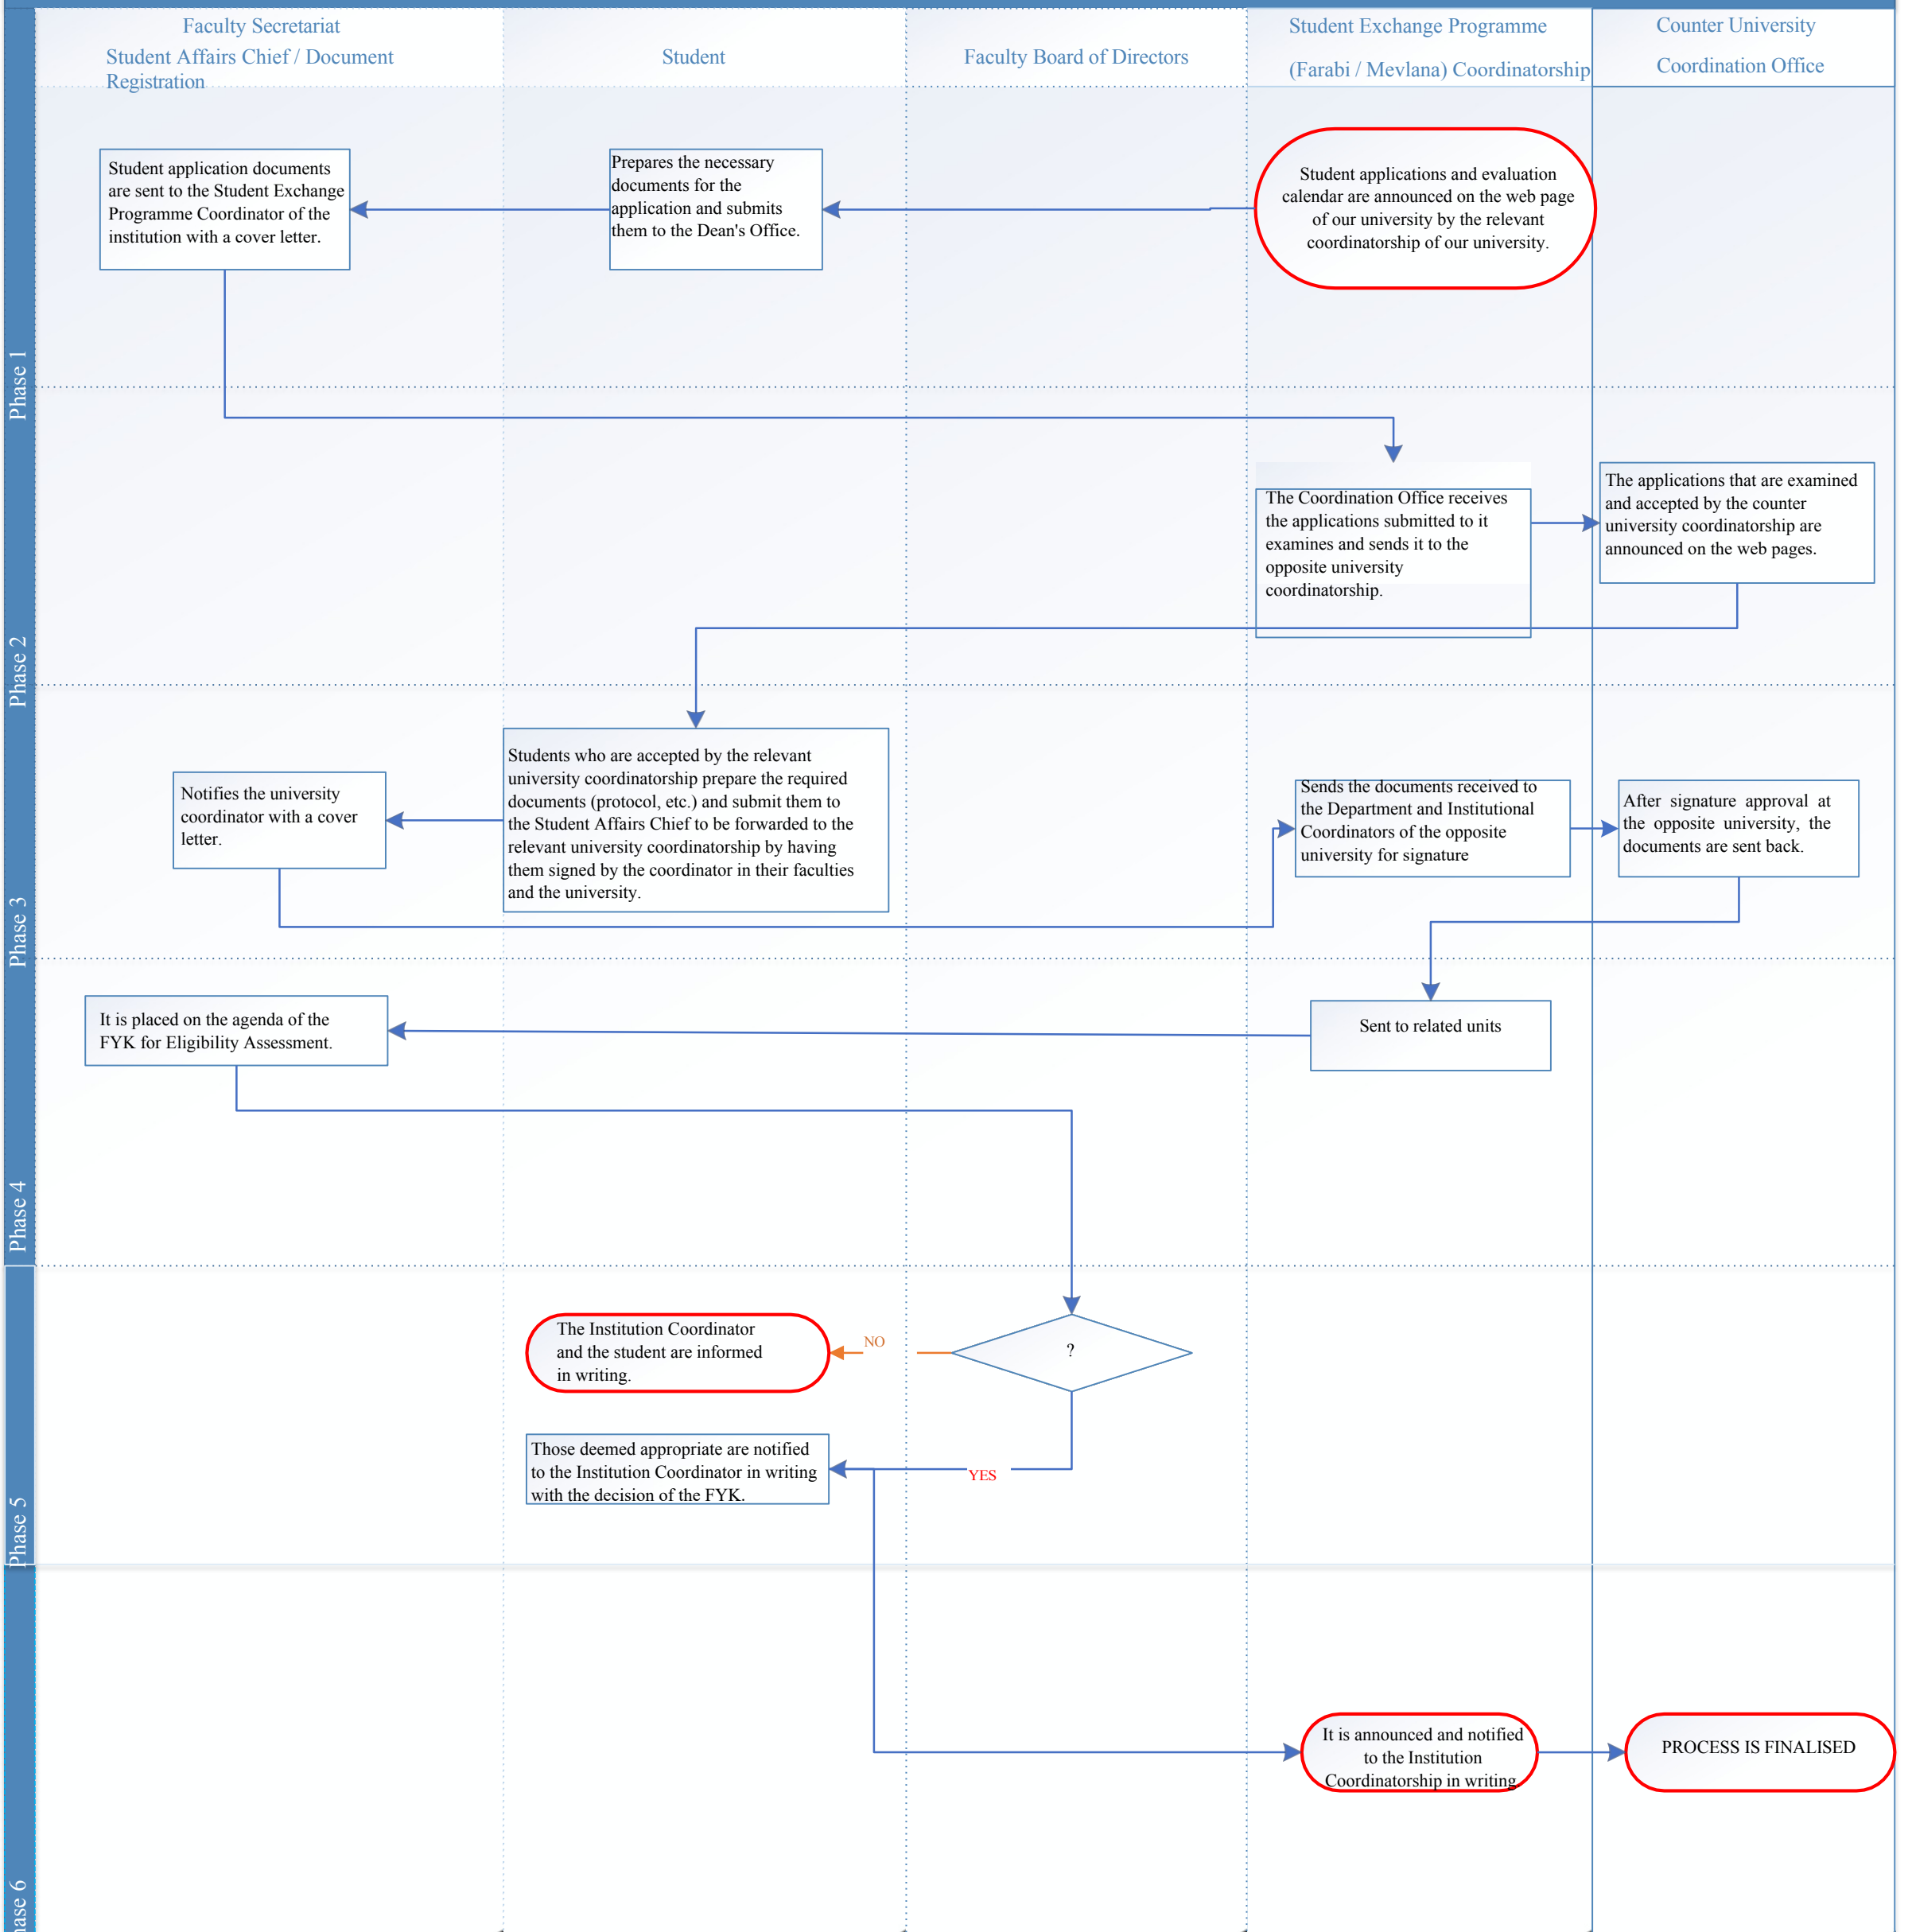 Faculty Secretariat
Student Affairs Chief / Document
Registration
Student
Faculty Board of Directors
Student Exchange Programme
(Farabi / Mevlana) Coordinatorship
Counter University
Coordination Office
Phase 1
Student application documents
are sent to the Student Exchange
Programme Coordinator of the
institution with a cover letter.
Prepares the necessary
documents for the
application and submits
them to the Dean's Office.
Student applications and evaluation
calendar are announced on the web page
of our university by the relevant
coordinatorship of our university.
Phase 2
The Coordination Office receives
the applications submitted to it
examines and sends it to the
opposite university
coordinatorship.
The applications that are examined
and accepted by the counter
university coordinatorship are
announced on the web pages.
Phase 3
Notifies the university
coordinator with a cover
letter.
Students who are accepted by the relevant
university coordinatorship prepare the required
documents (protocol, etc.) and submit them to
the Student Affairs Chief to be forwarded to the
relevant university coordinatorship by having
them signed by the coordinator in their faculties
and the university.
Sends the documents received to
the Department and Institutional
Coordinators of the opposite
university for signature
After signature approval at
the opposite university, the
documents are sent back.
Phase 4
It is placed on the agenda of the
FYK for Eligibility Assessment.
Sent to related units
Phase 5
The Institution Coordinator
and the student are informed
in writing.
NO
?
Those deemed appropriate are notified
to the Institution Coordinator in writing
with the decision of the FYK.
YES
ase 6
It is announced and notified
to the Institution
Coordinatorship in writing.
PROCESS IS FINALISED